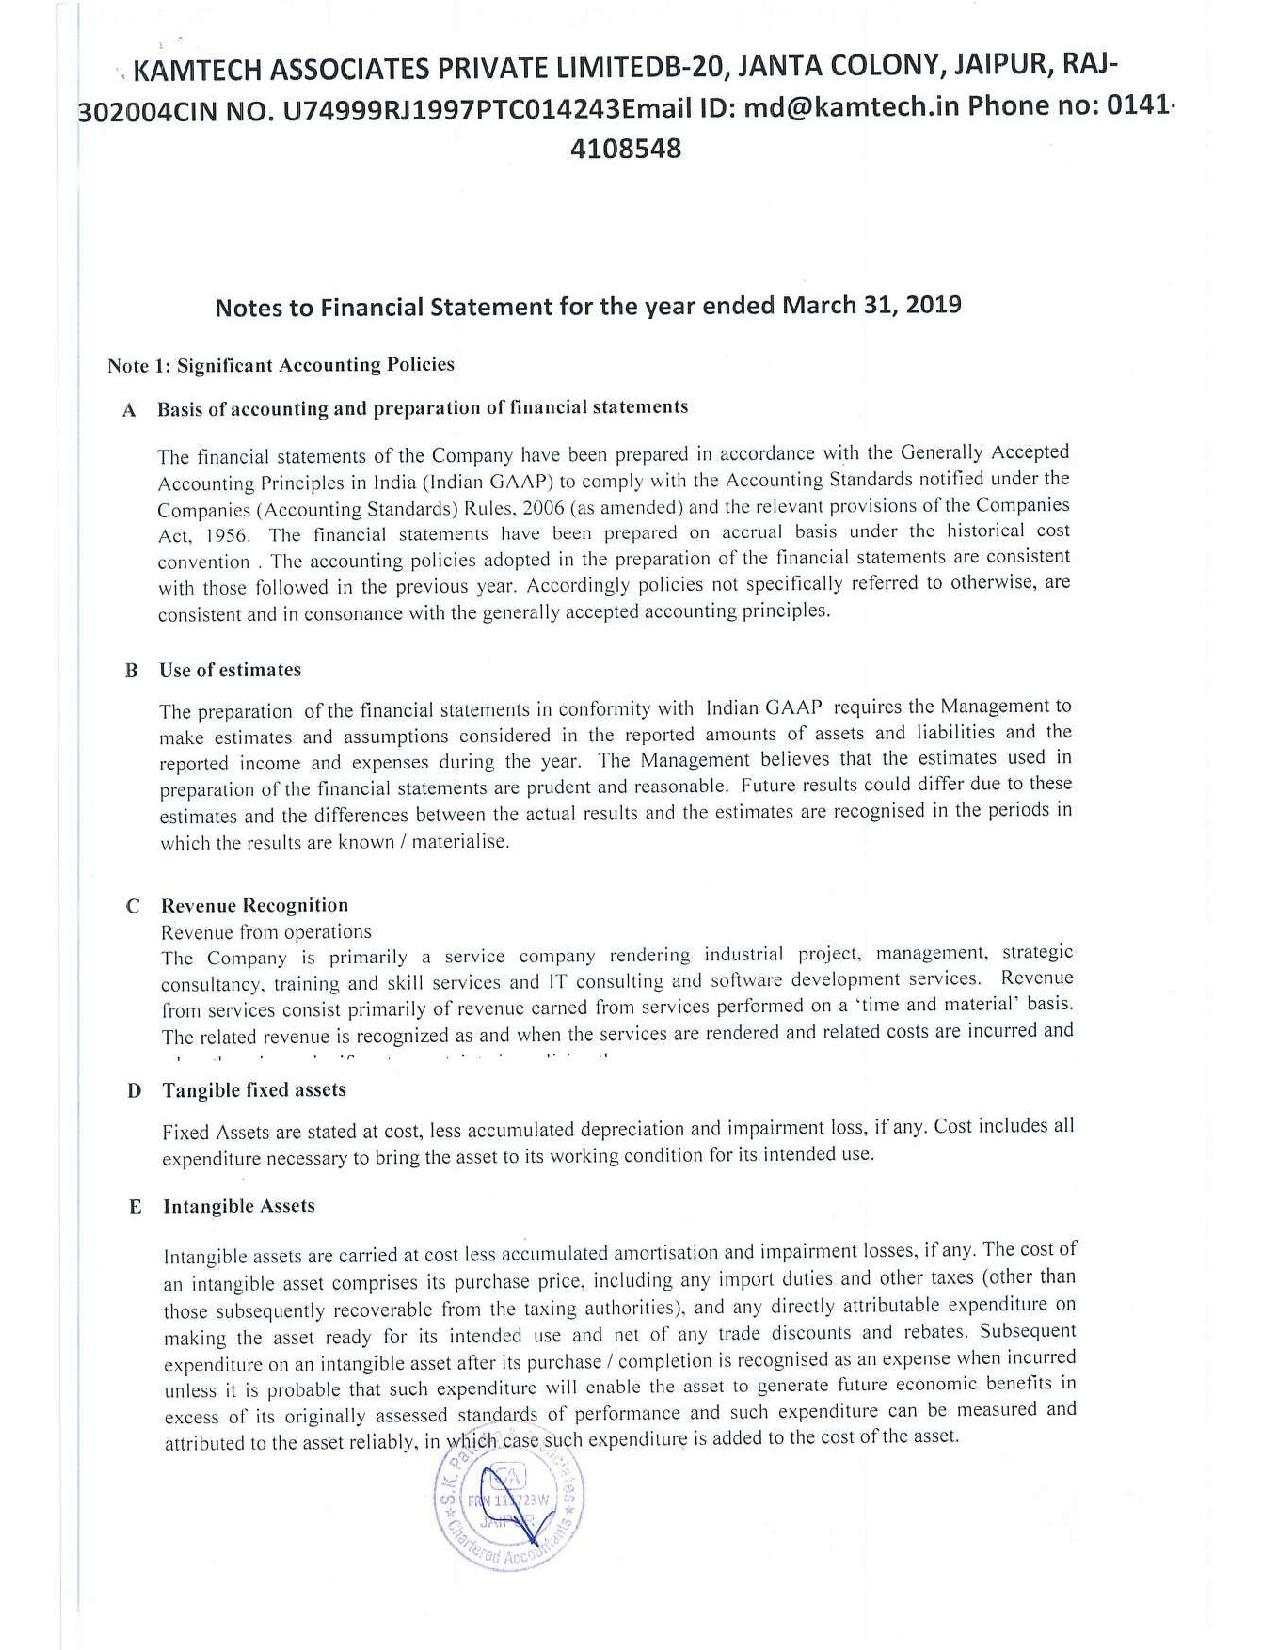 KAMTECH ASSOCIATES PRIVATE LIMITEDB-20, JANTA COLONY, JAIPUR, RAJ-
302004CIN NO. U74999RJ1997PTC014243Email ID: md@kamtech.in Phone no: 0141-
4108548
Notes to Financial Statement for the year ended March 31, 2019
Note 1: Significant Accounting Policies
A Basis of accounting and preparation of financial statements
The financial statements of the Company have been prepared in accordance with the Generally Accepted
Accounting Principles in India (Indian GAAP) to comply with the Accounting Standards notified under the
Companies (Accounting Standards) Rules, 2006 (as amended) and the relevant provisions of the Companies
Act, 1956. The financial statements have been prepared on accrual basis under the historical cost
convention . The accounting policies adopted in the preparation of the financial statements are consistent
with those followed in the previous year. Accordingly policies not specifically referred to otherwise, are
consistent and in consonance with the generally accepted accounting principles.
B Use of estimates
The preparation of the financial statements in conformity with Indian GAAP requires the Management to
make estimates and assumptions considered in the reported amounts of assets and liabilities and the
reported income and expenses during the year. The Management believes that the estimates used in
preparation of the financial statements are prudent and reasonable. Future results could differ due to these
estimates and the differences between the actual results and the estimates are recognised in the periods in
which the results are known / materialise.
C Revenue Recognition
Revenue from operations
The Company is primarily a service company rendering industrial project, management, strategic
consultancy, training and skill services and IT consulting and software development services. Revenue
from services consist primarily of revenue earned from services performed on a 'time and material' basis.
The related revenue is recognized as and when the services are rendered and related costs are incurred and
D Tangible fixed assets
Fixed Assets are stated at cost, less accumulated depreciation and impairment loss, if any. Cost includes all
expenditure necessary to bring the asset to its working condition for its intended use.
E Intangible Assets
Intangible assets are carried at cost less accumulated amortisation and impairment losses, if any. The cost of
an intangible asset comprises its purchase price, including any import duties and other taxes (other than
those subsequently recoverable from the taxing authorities), and any directly attributable expenditure on
making the asset ready for its intended use and net of any trade discounts and rebates. Subsequent
expenditure on an intangible asset after its purchase / completion is recognised as an expense when incurred
unless it is probable that such expenditure will enable the asset to generate future economic benefits in
excess of its originally assessed standards of performance and such expenditure can be measured and
attributed to the asset reliably, in which case such expenditure is added to the cost of the asset.
S.K.
CA
FRN
JAIPUR
Chartered Accountants